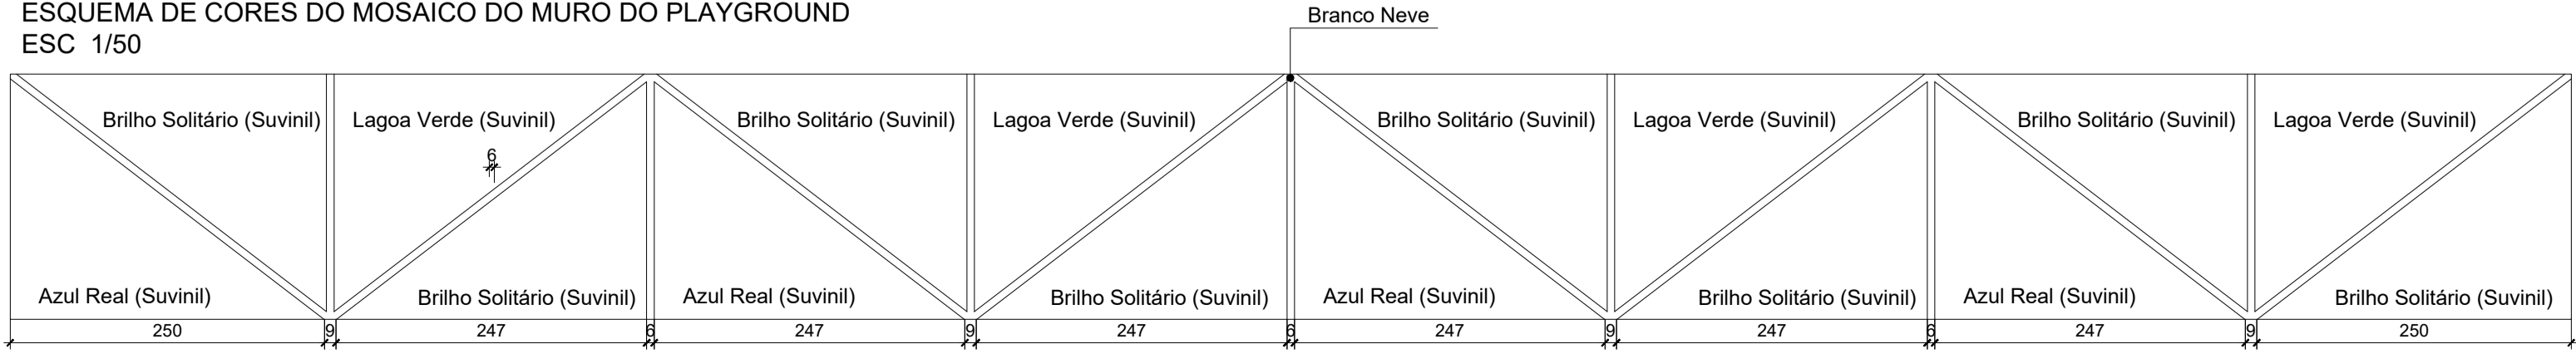 ESQUEMA DE CORES DO MOSAICO DO MURO DO PLAYGROUND
ESC 1/50
Branco Neve
Brilho Solitário (Suvinil) Lagoa Verde (Suvinil) Brilho Solitário (Suvinil) Lagoa Verde (Suvinil) Brilho Solitário (Suvinil) Lagoa Verde (Suvinil) Brilho Solitário (Suvinil) Lagoa Verde (Suvinil)
6
Azul Real (Suvinil) Brilho Solitário (Suvinil) Azul Real (Suvinil) Brilho Solitário (Suvinil) Azul Real (Suvinil) Brilho Solitário (Suvinil) Azul Real (Suvinil) Brilho Solitário (Suvinil)
250 9 247 6 247 9 247 6 247 9 247 6 247 9 250